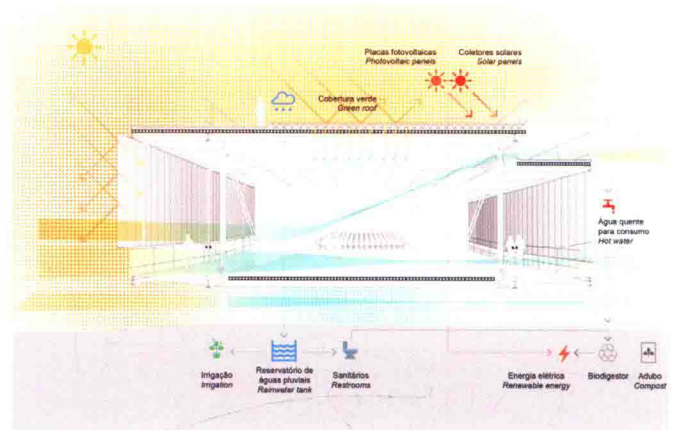 Placas fotovoltaicas
Photovoltaic panels
Coletores solares
Solar panels
Cobertura verde
Green roof
Água quente
para consumo
Hot water
Irrigação
Irrigation
Reservatório de
águas pluviais
Rainwater tank
Sanitários
Restrooms
Energia elétrica
Renewable energy
Biodigestor
Adubo
Compost